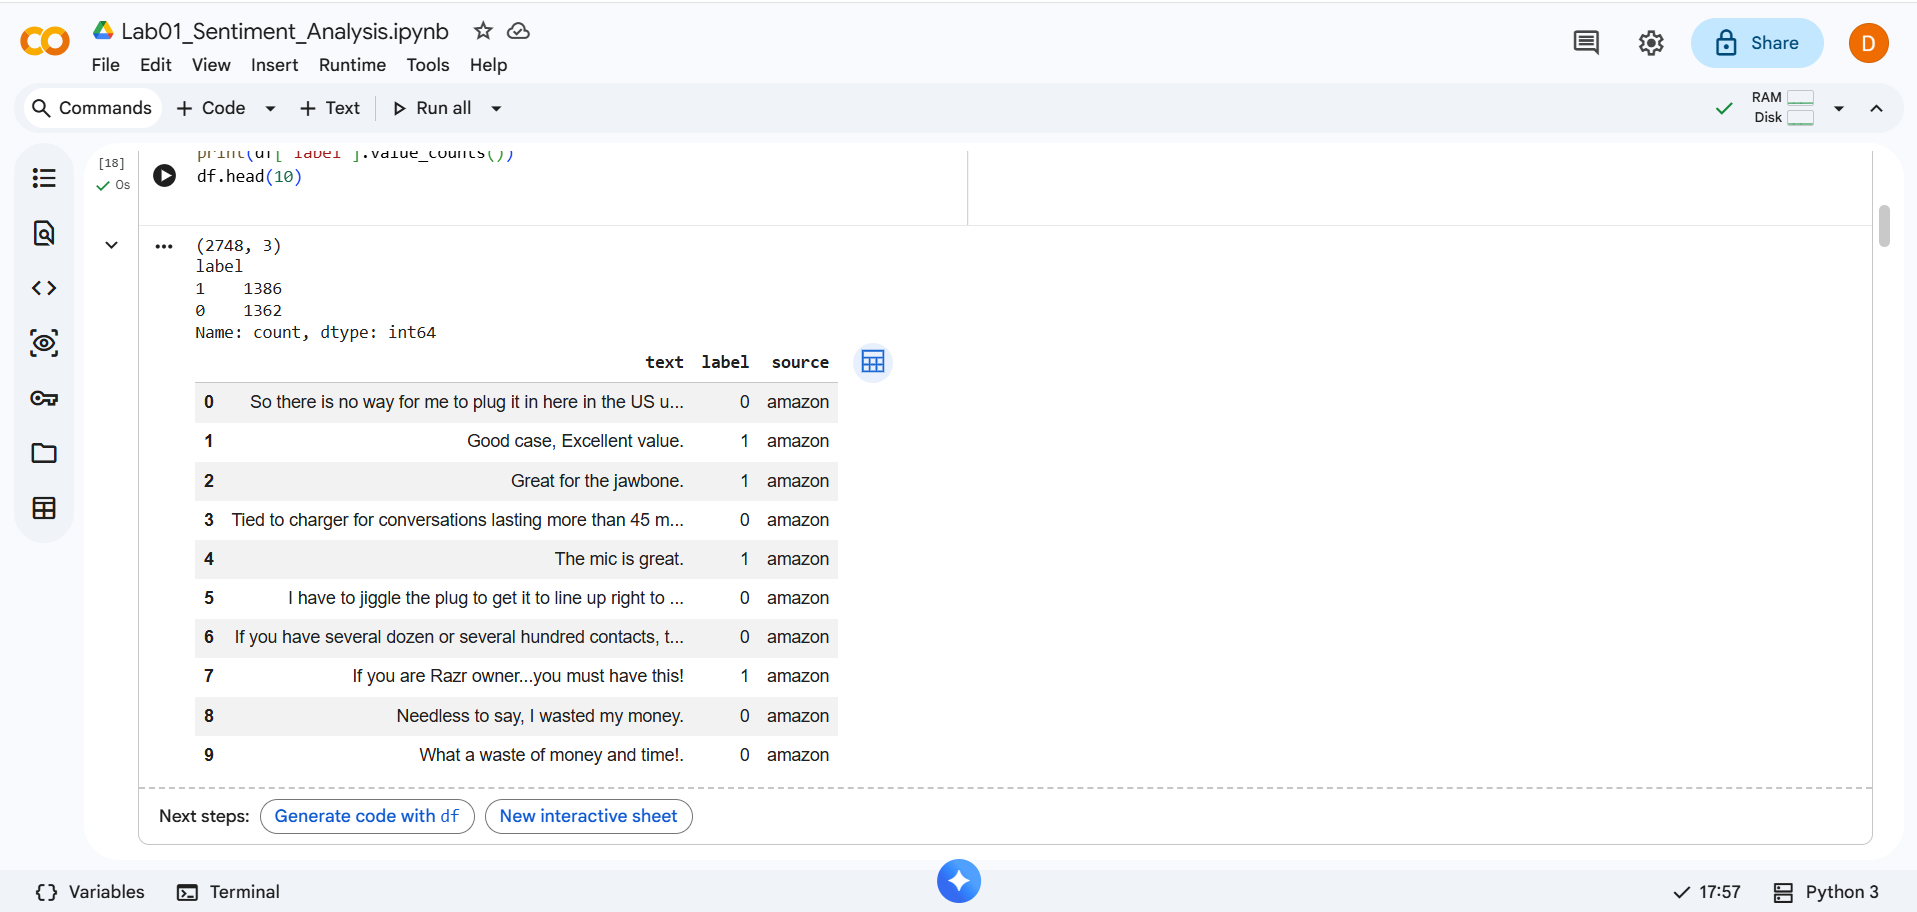 Lab01_Sentiment_Analysis.ipynb
File Edit View Insert Runtime Tools Help
Share
D
Commands + Code + Text Run all
RAM
Disk
[18]
0s
print(df['label'].value_counts())
df.head(10)
(2748, 3)
label
1    1386
0    1362
Name: count, dtype: int64
text label source
0 So there is no way for me to plug it in here in the US u... 0 amazon
1 Good case, Excellent value. 1 amazon
2 Great for the jawbone. 1 amazon
3 Tied to charger for conversations lasting more than 45 m... 0 amazon
4 The mic is great. 1 amazon
5 I have to jiggle the plug to get it to line up right to ... 0 amazon
6 If you have several dozen or several hundred contacts, t... 0 amazon
7 If you are Razr owner...you must have this! 1 amazon
8 Needless to say, I wasted my money. 0 amazon
9 What a waste of money and time!. 0 amazon
Next steps: Generate code with df New interactive sheet
{} Variables Terminal
17:57 Python 3